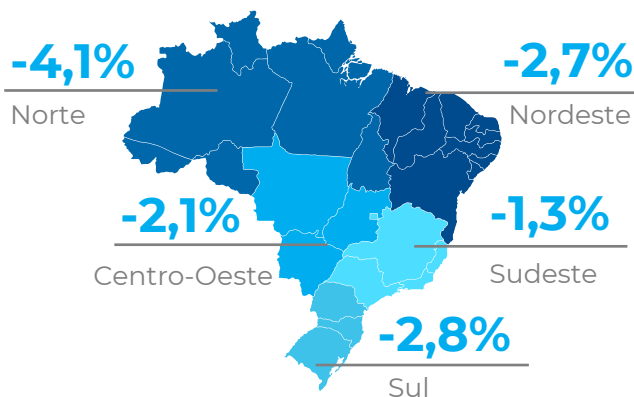 -4,1%
Norte
-2,7%
Nordeste
-2,1%
Centro-Oeste
-1,3%
Sudeste
-2,8%
Sul